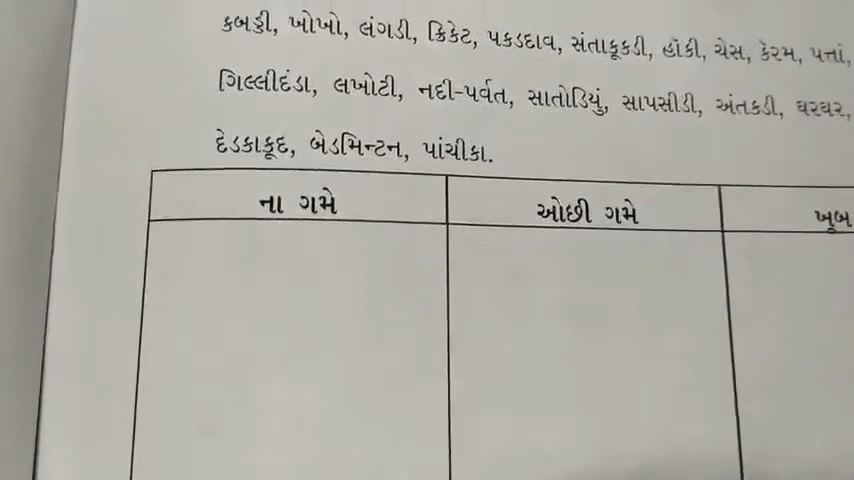 કબડ્ડી, ખોખો, લંગડી, ક્રિકેટ, પકડદાવ, સંતાકૂકડી, હૉકી, ચેસ, કૅરમ, પત્તાં,
ગિલ્લીદંડા, લખોટી, નદી-પર્વત, સાતોડિયું, સાપસીડી, અંતકડી, ઘરઘર,
દેડકાકૂદ, બેડમિન્ટન, પાંચીકા.
ના ગમે ઓછી ગમે ખૂબ